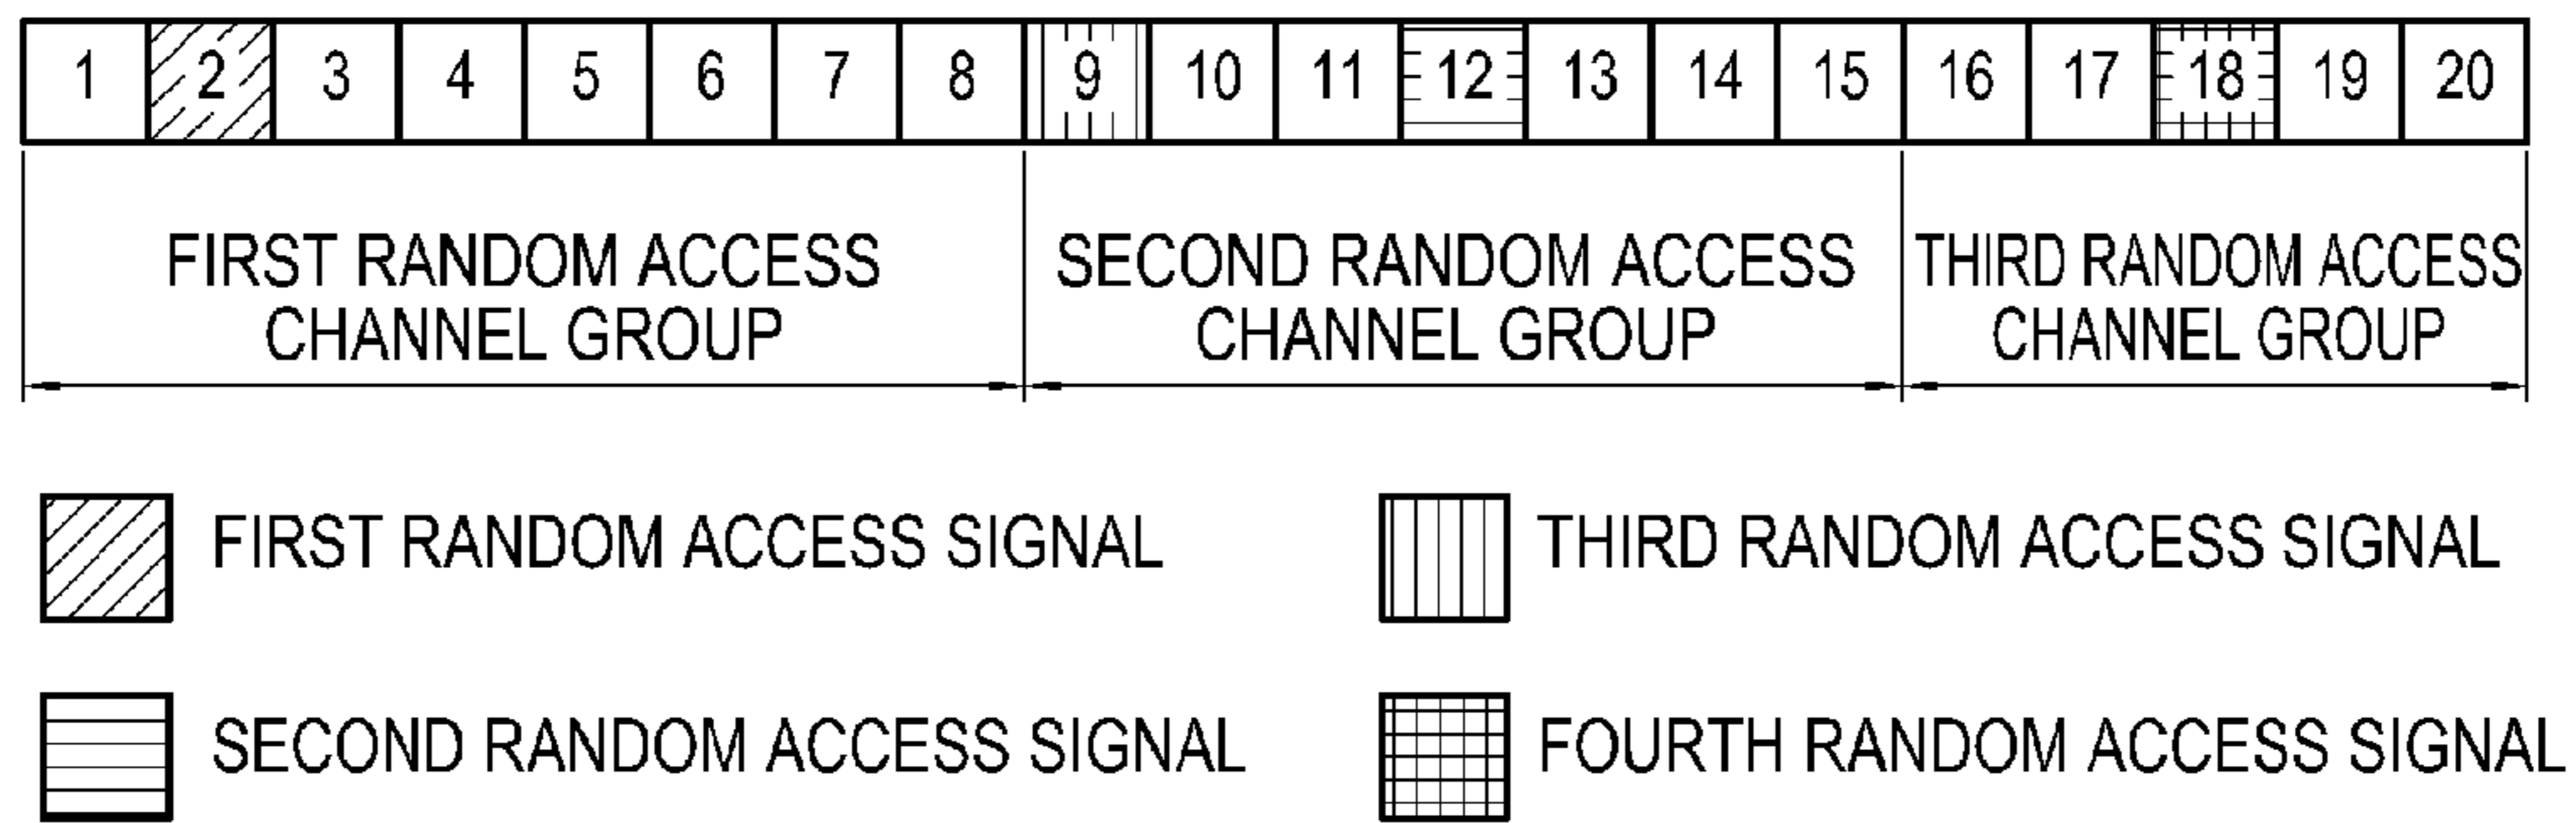 1 2 3 4 5 6 7 8 9 10 11 12 13 14 15 16 17 18 19 20
FIRST RANDOM ACCESS
CHANNEL GROUP
SECOND RANDOM ACCESS
CHANNEL GROUP
THIRD RANDOM ACCESS
CHANNEL GROUP
FIRST RANDOM ACCESS SIGNAL
THIRD RANDOM ACCESS SIGNAL
SECOND RANDOM ACCESS SIGNAL
FOURTH RANDOM ACCESS SIGNAL